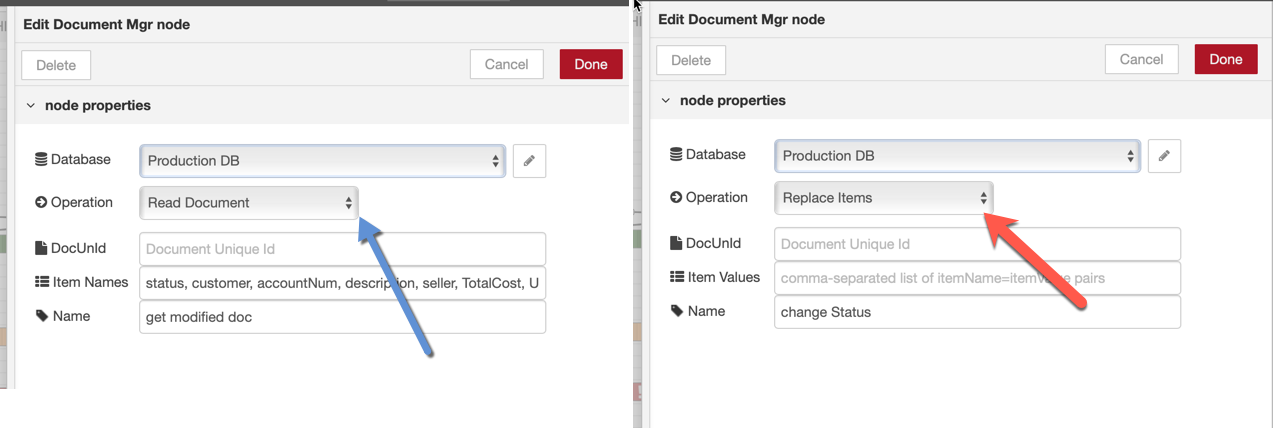 Edit Document Mgr node
Delete
Cancel
Done
node properties
Database
Production DB
Operation
Read Document
DocUnId
Document Unique Id
Item Names
status, customer, accountNum, description, seller, TotalCost, U
Name
get modified doc
Edit Document Mgr node
Delete
Cancel
Done
node properties
Database
Production DB
Operation
Replace Items
DocUnId
Document Unique Id
Item Values
comma-separated list of itemName=itemValue pairs
Name
change Status